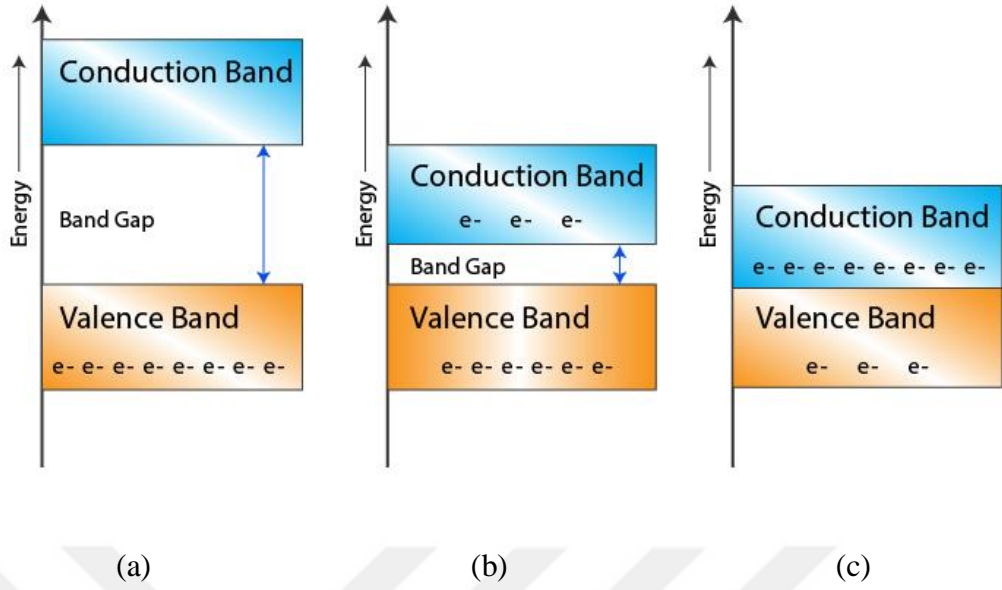 Energy
Conduction Band
Band Gap
Valence Band
e- e- e- e- e- e- e- e-
Energy
Conduction Band
e- e- e-
Band Gap
Valence Band
e- e- e- e- e- e-
Energy
Conduction Band
e- e- e- e- e- e- e- e-
Valence Band
e- e- e-
(a) (b) (c)